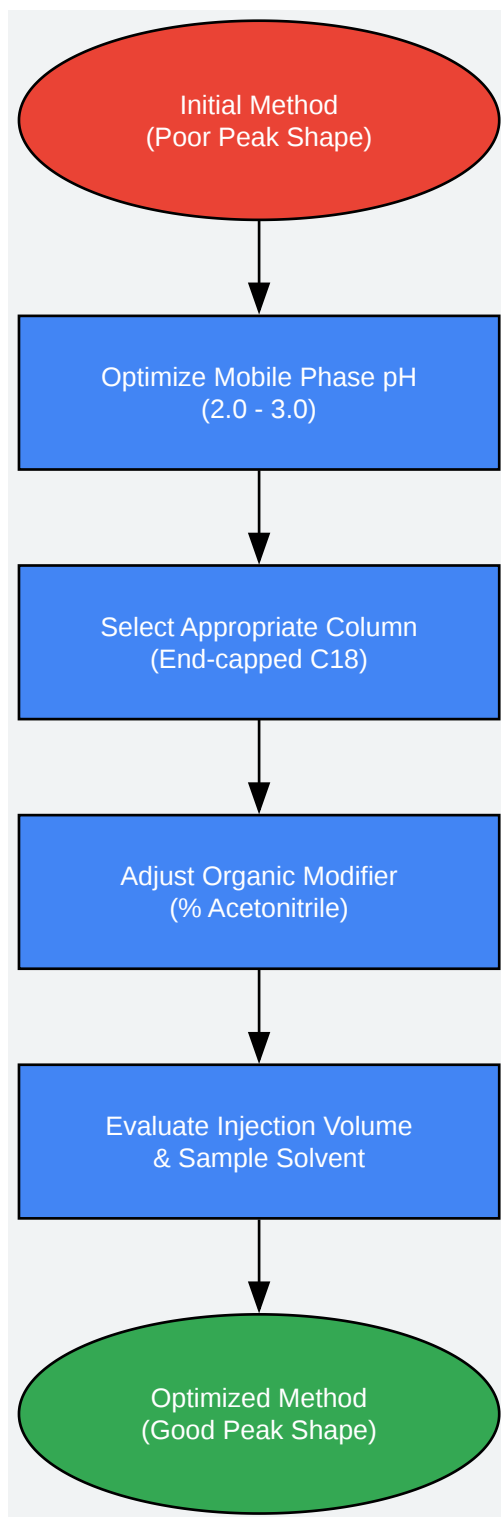 Initial Method
(Poor Peak Shape)
Optimize Mobile Phase pH
(2.0 - 3.0)
Select Appropriate Column
(End-capped C18)
Adjust Organic Modifier
(% Acetonitrile)
Evaluate Injection Volume
& Sample Solvent
Optimized Method
(Good Peak Shape)